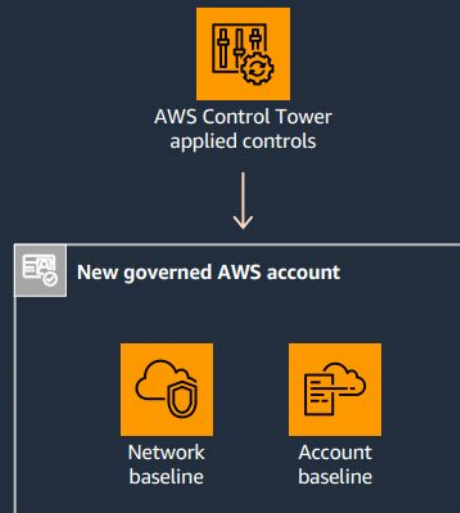 AWS Control Tower
applied controls
New governed AWS account
Network
baseline
Account
baseline